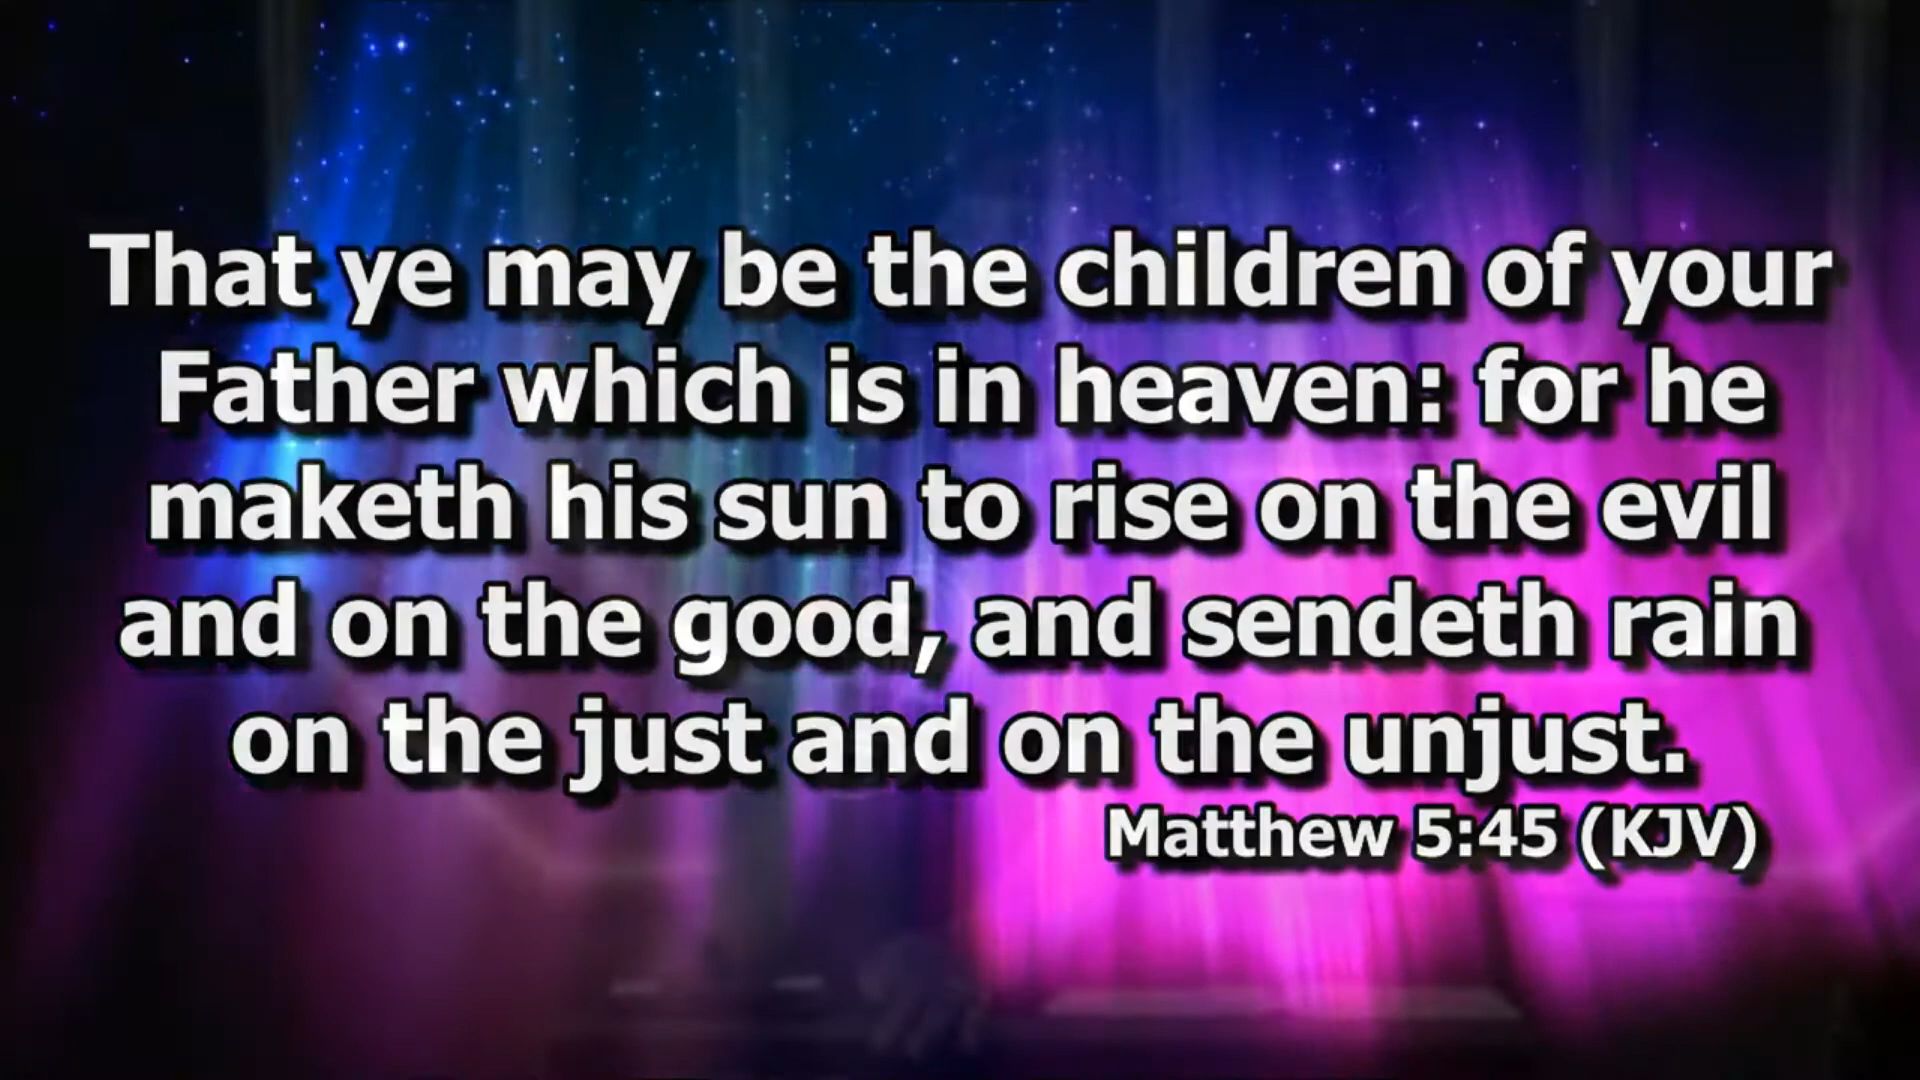 That ye may be the children of your
Father which is in heaven: for he
maketh his sun to rise on the evil
and on the good, and sendeth rain
on the just and on the unjust.
Matthew 5:45 (KJV)